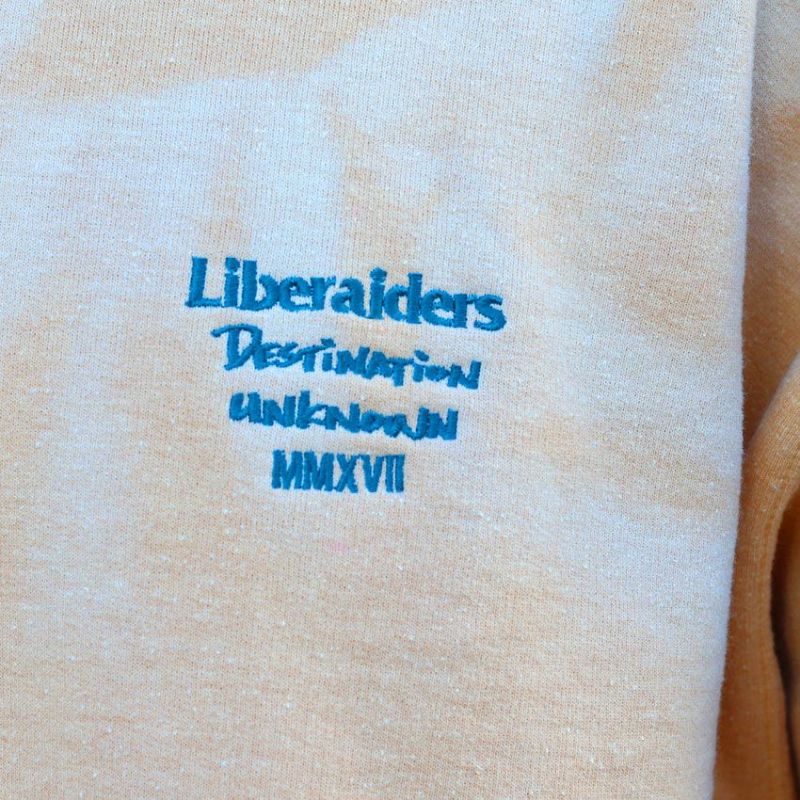 Liberaiders
DESTiNATiON
UNKNOWN
MMXVII